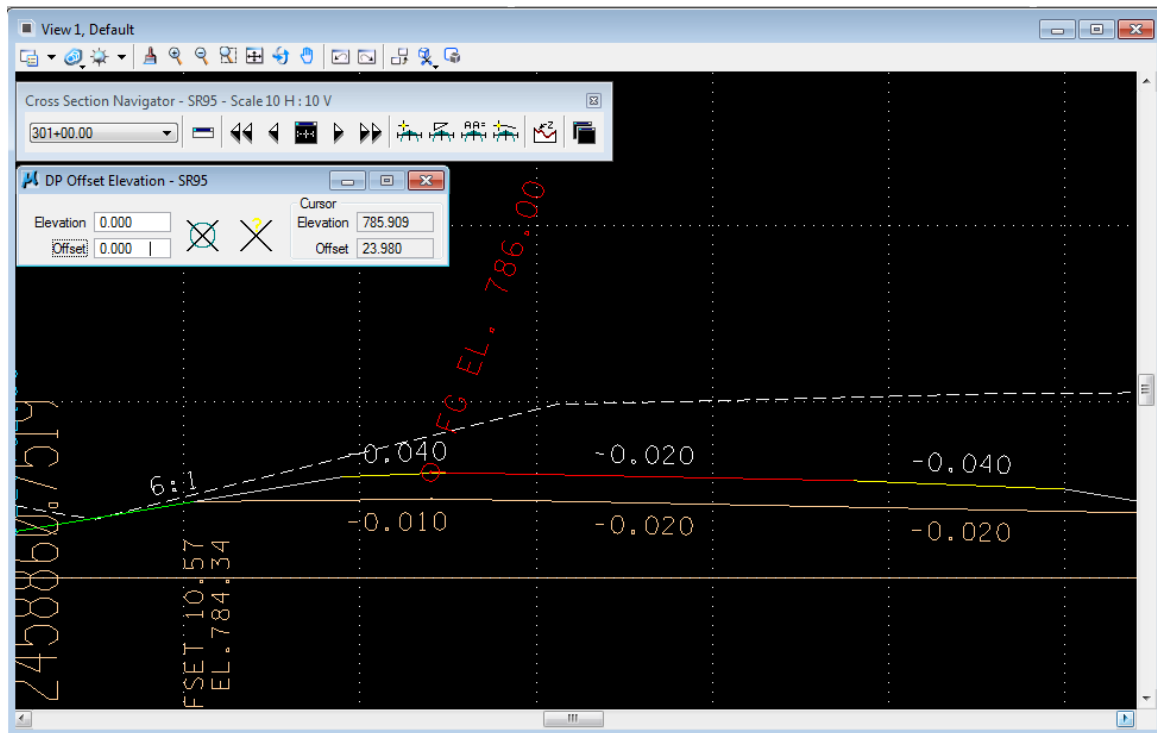 View 1, Default
Cross Section Navigator - SR95 - Scale 10 H : 10 V
301+00.00
AA=
Z
DP Offset Elevation - SR95
Elevation 0.000
Offset 0.000
?
Cursor
Elevation 785.909
Offset 23.980
FG EL. 786.00
-0.040
-0.020
-0.040
6:1
-0.010
-0.020
-0.020
FSET 10.57
EL.784.34